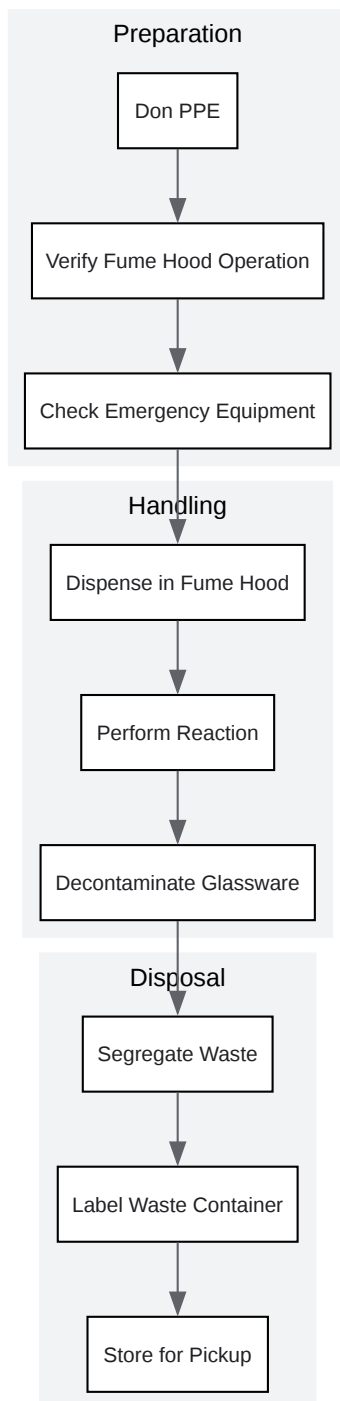 Preparation
Don PPE
Verify Fume Hood Operation
Check Emergency Equipment
Handling
Dispense in Fume Hood
Perform Reaction
Decontaminate Glassware
Disposal
Segregate Waste
Label Waste Container
Store for Pickup